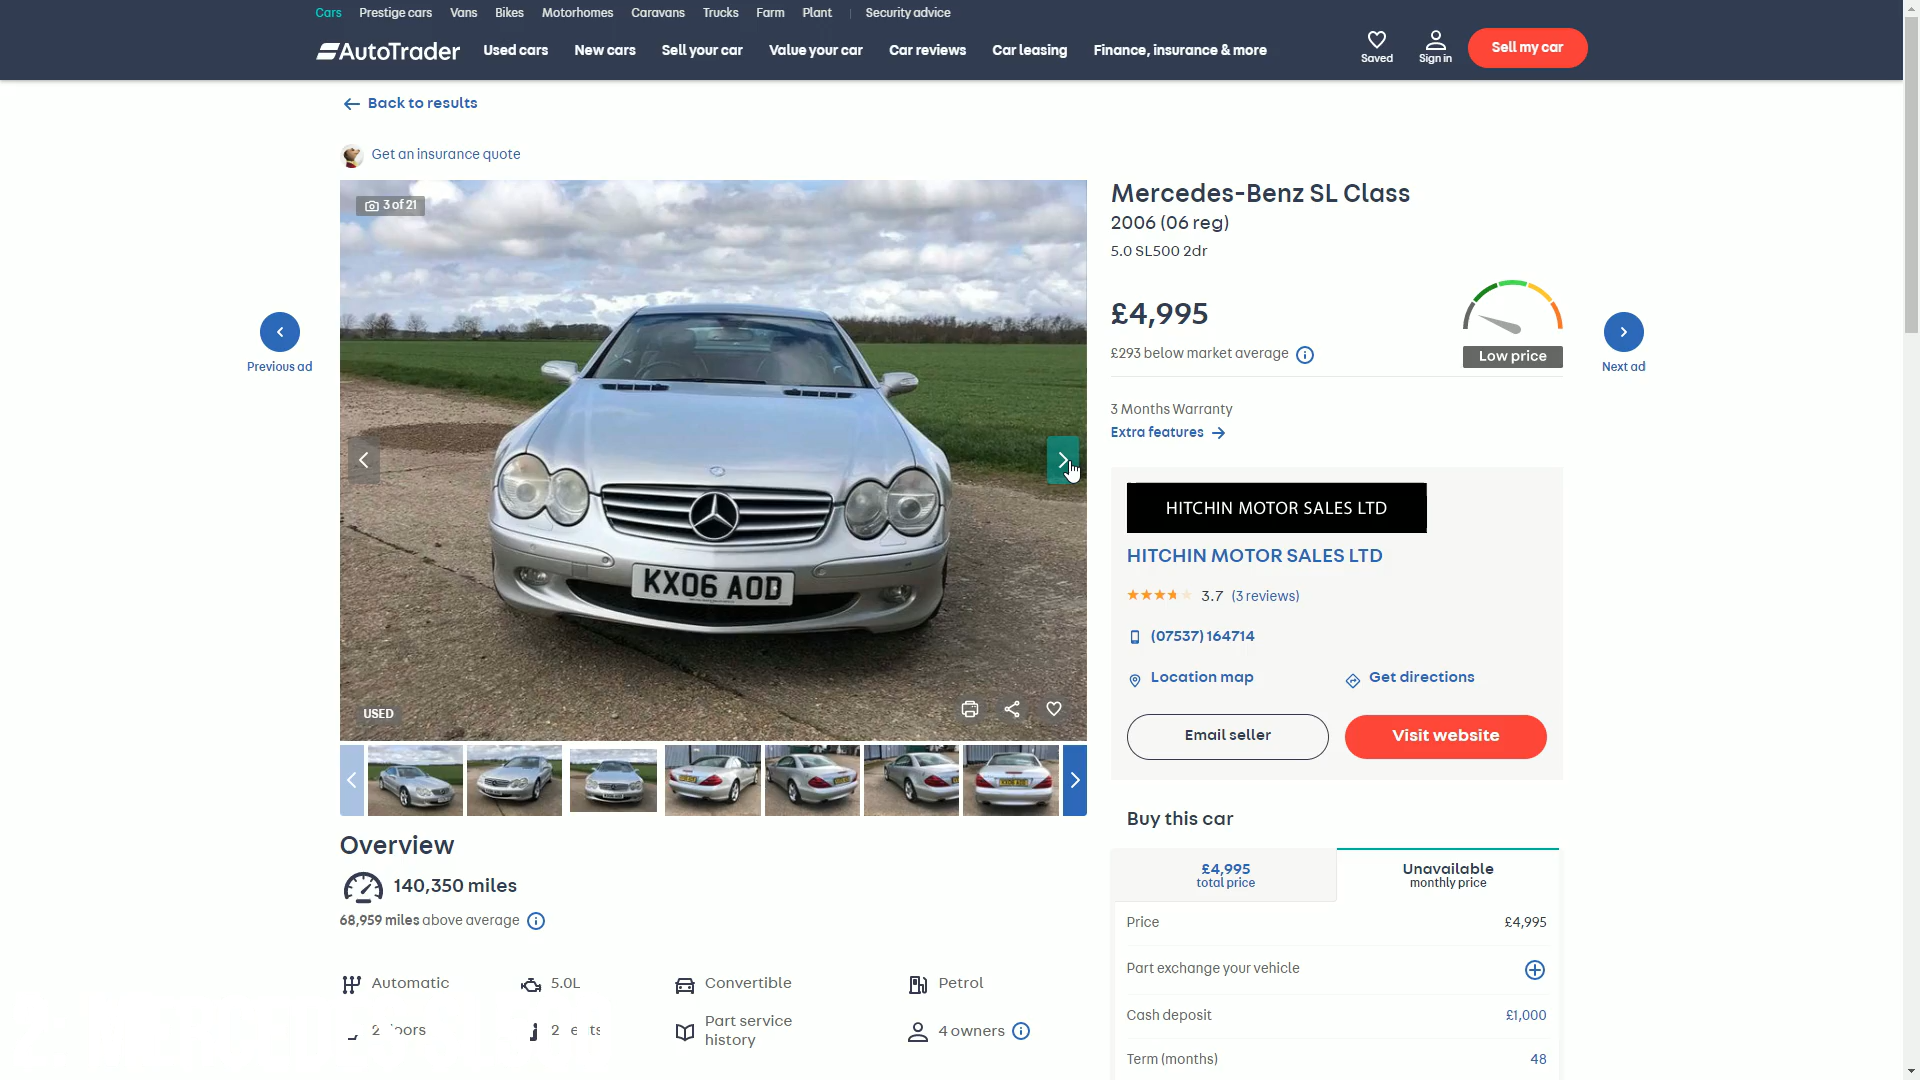 Cars Prestige cars Vans Bikes Motorhomes Caravans Trucks Farm Plant Security advice
AutoTrader Used cars New cars Sell your car Value your car Car reviews Car leasing Finance, insurance & more Saved Sign in Sell my car
Back to results
Get an insurance quote
3 of 21
KX06 AOD
USED
Previous ad
Next ad
Mercedes-Benz SL Class
2006 (06 reg)
5.0 SL500 2dr
£4,995
£293 below market average
Low price
3 Months Warranty
Extra features
HITCHIN MOTOR SALES LTD
HITCHIN MOTOR SALES LTD
3.7 (3 reviews)
(07537) 164714
Location map Get directions
Email seller Visit website
Overview
140,350 miles
68,959 miles above average
Automatic 5.0L Convertible Petrol
2 2 Part service
history 4 owners
Buy this car
£4,995
total price
Unavailable
monthly price
Price £4,995
Part exchange your vehicle
Cash deposit £1,000
Term (months) 48